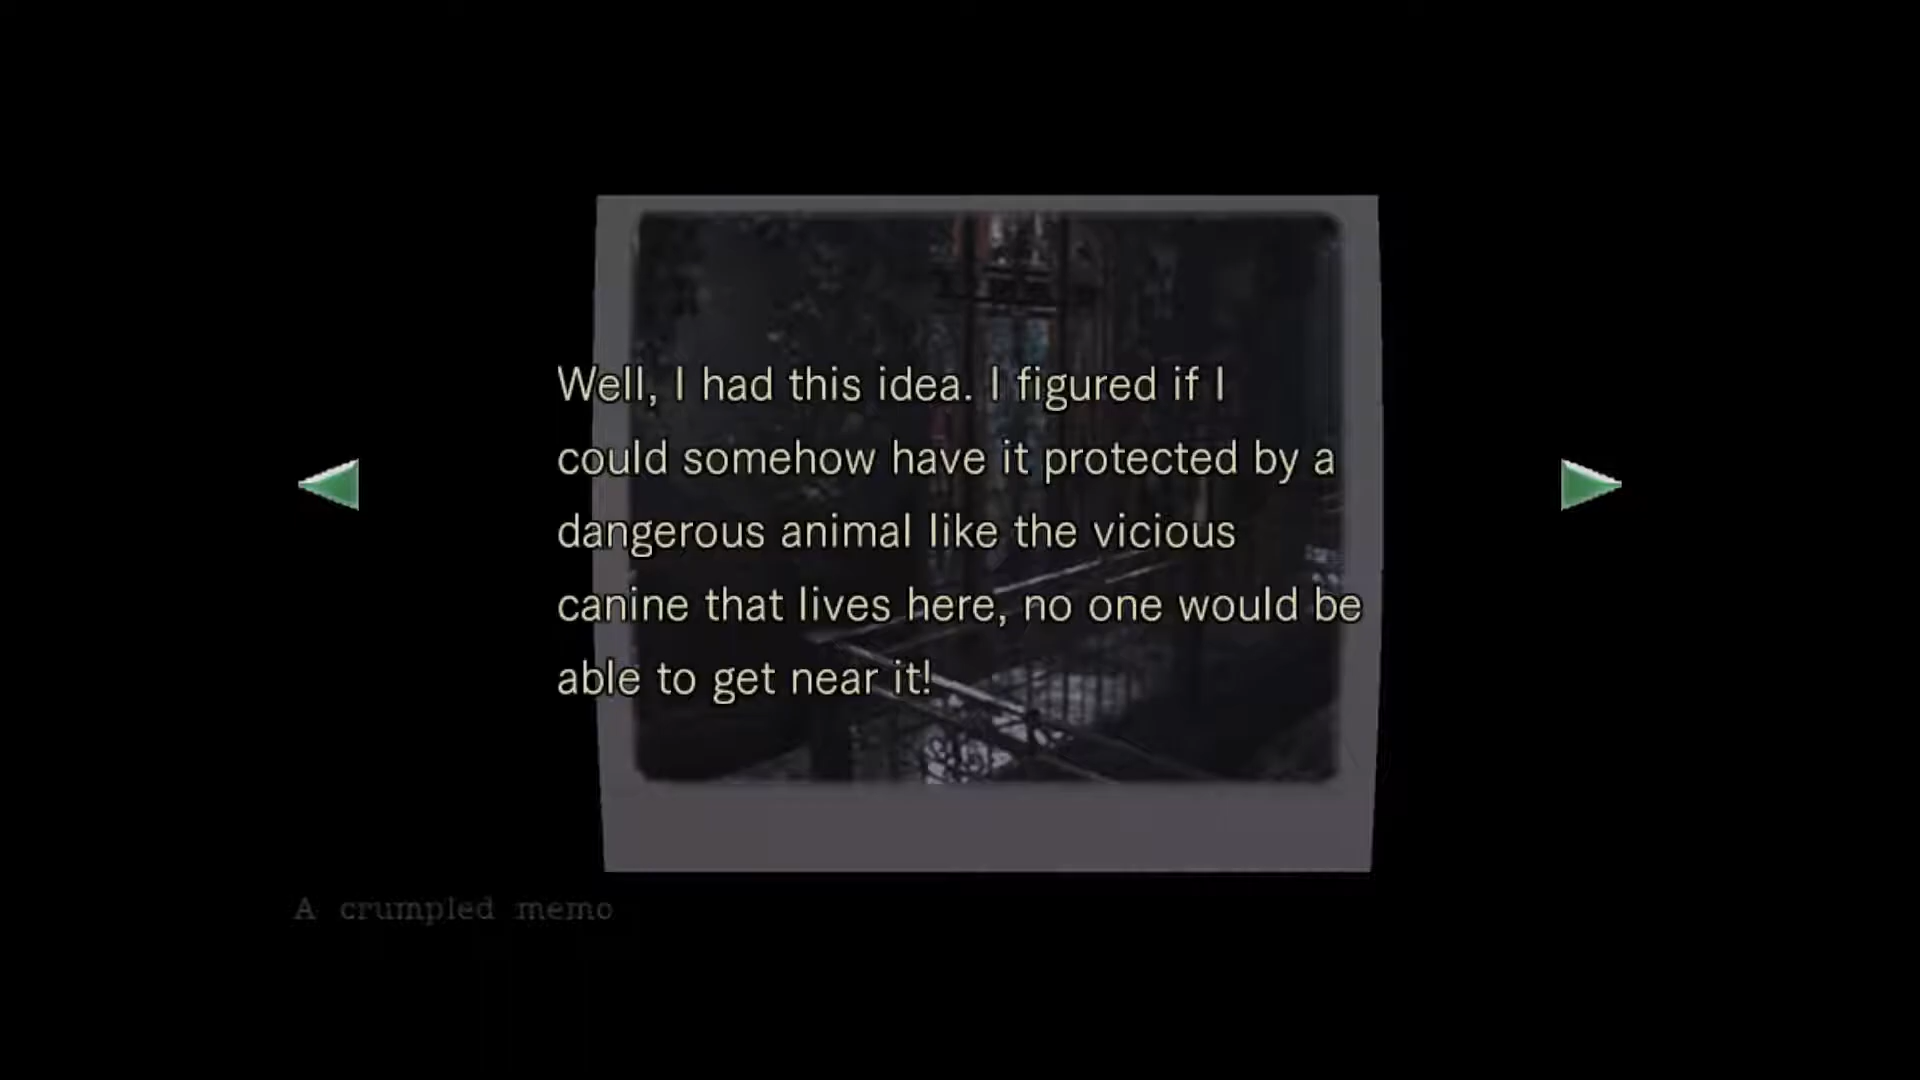 Well, I had this idea. I figured if I
could somehow have it protected by a
dangerous animal like the vicious
canine that lives here, no one would be
able to get near it!
A crumpled memo